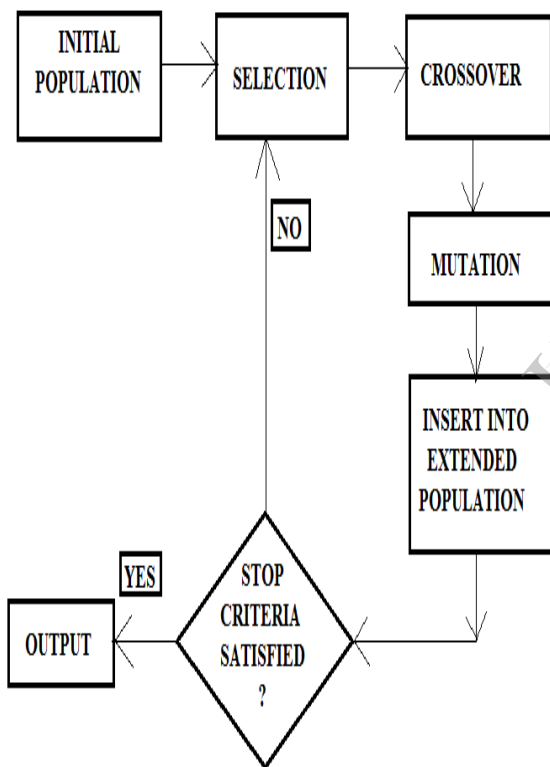 INITIAL
POPULATION
SELECTION
CROSSOVER
MUTATION
INSERT INTO
EXTENDED
POPULATION
STOP
CRITERIA
SATISFIED
?
NO
YES
OUTPUT